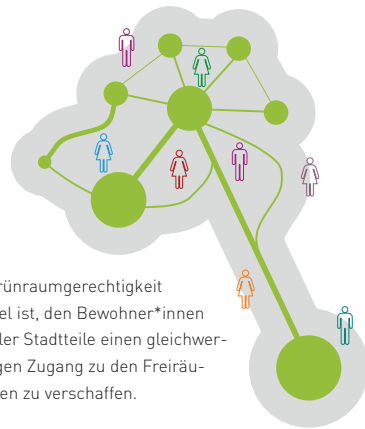 rünraumgerechtigkeit
el ist, den Bewohner*innen
ler Stadtteile einen gleichwer-
gen Zugang zu den Freiräu-
en zu verschaffen.